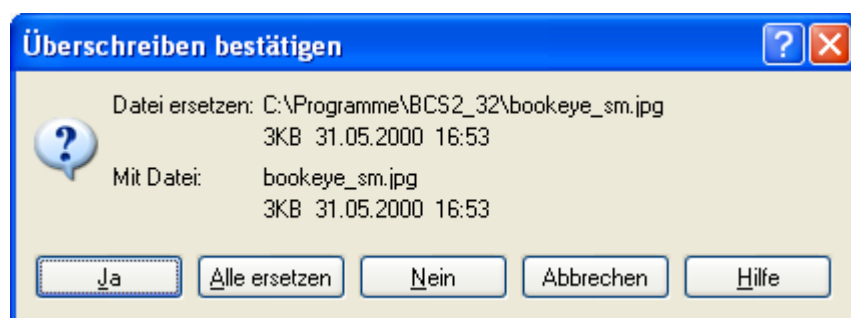 Überschreiben bestätigen
Datei ersetzen: C:\Programme\BCS2_32\bookeye_sm.jpg
3KB 31.05.2000 16:53
Mit Datei: bookeye_sm.jpg
3KB 31.05.2000 16:53
Ja Alle ersetzen Nein Abbrechen Hilfe